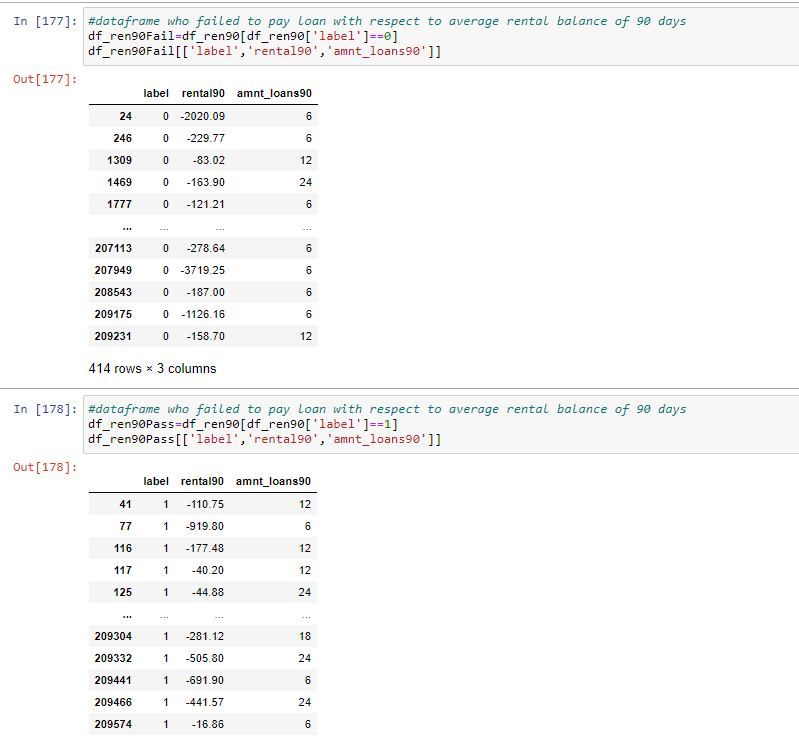 In [177]: #dataframe who failed to pay loan with respect to average rental balance of 90 days
df_ren90Fail=df_ren90[df_ren90['label']==0]
df_ren90Fail[['label','rental90','amnt_loans90']]
Out[177]:
label rental90 amnt_loans90
24 0 -2020.09 6
246 0 -229.77 6
1309 0 -83.02 12
1469 0 -163.90 24
1777 0 -121.21 6
... ... ... ...
207113 0 -278.64 6
207949 0 -3719.25 6
208543 0 -187.00 6
209175 0 -1126.16 6
209231 0 -158.70 12
414 rows × 3 columns
In [178]: #dataframe who failed to pay loan with respect to average rental balance of 90 days
df_ren90Pass=df_ren90[df_ren90['label']==1]
df_ren90Pass[['label','rental90','amnt_loans90']]
Out[178]:
label rental90 amnt_loans90
41 1 -110.75 12
77 1 -919.80 6
116 1 -177.48 12
117 1 -40.20 12
125 1 -44.88 24
... ... ... ...
209304 1 -281.12 18
209332 1 -505.80 24
209441 1 -691.90 6
209466 1 -441.57 24
209574 1 -16.86 6